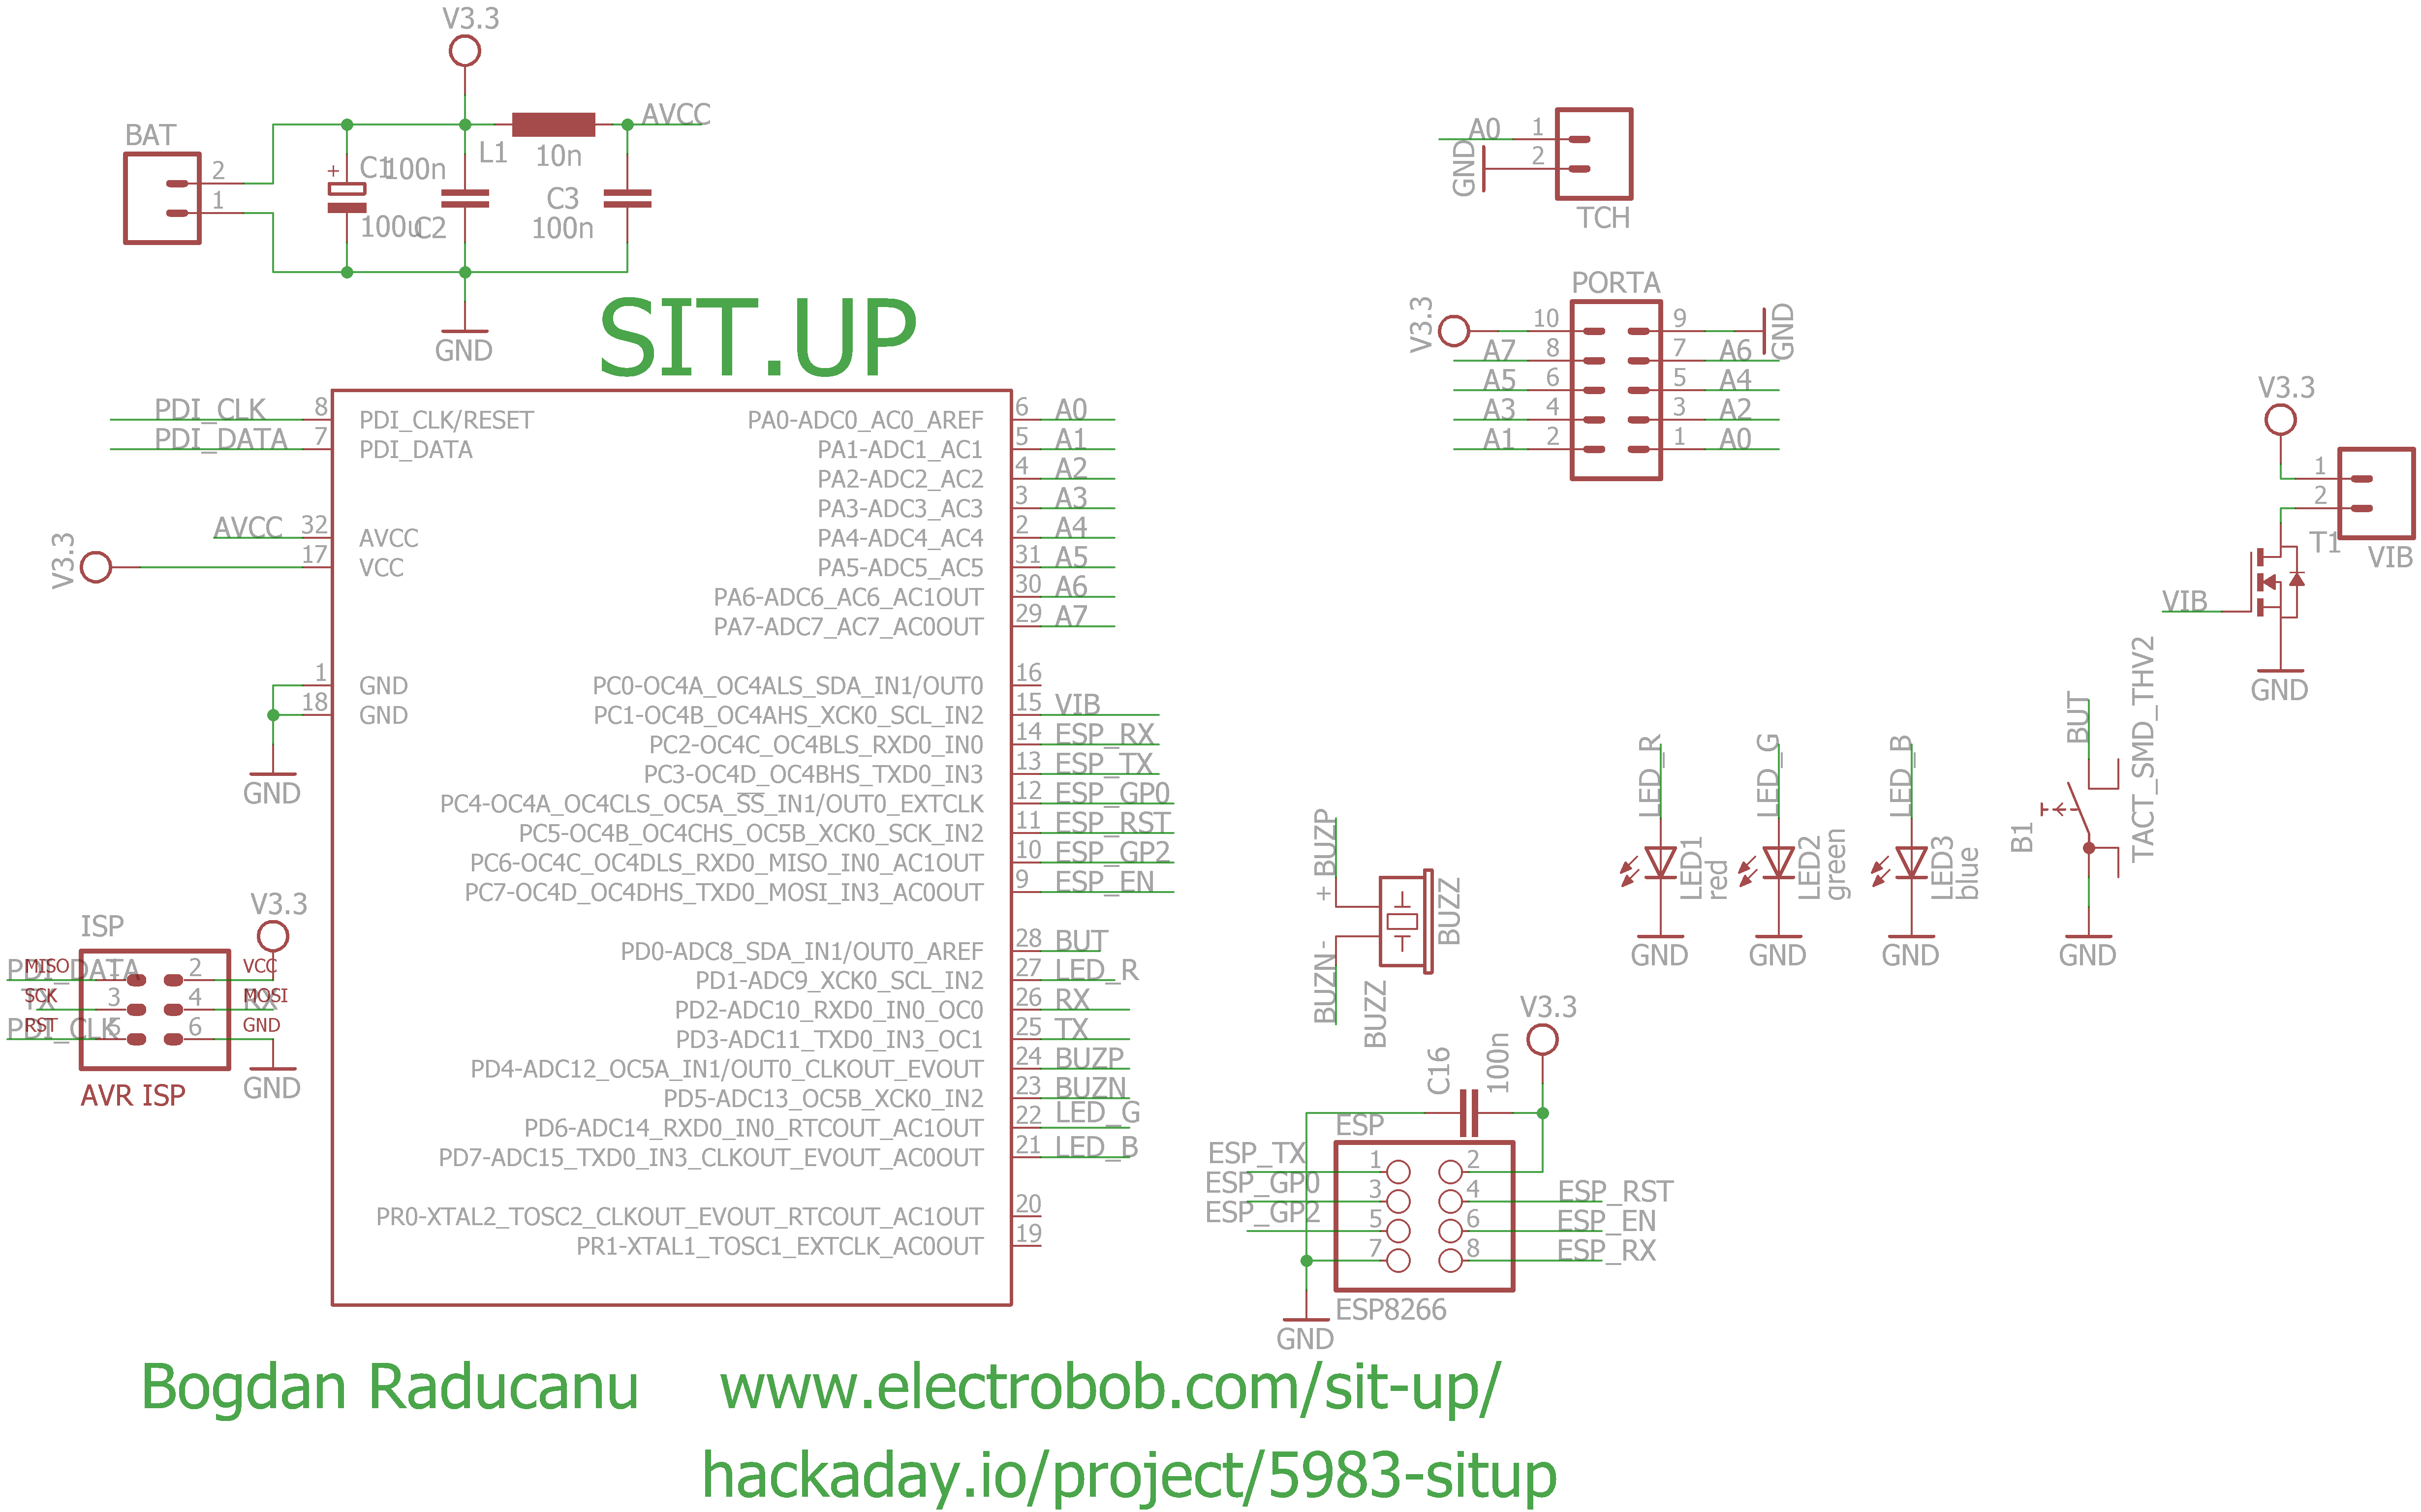 V3.3
BAT
2
1
+
C1
100u
100n
C2
L1
10n
AVCC
C3
100n
GND
SIT.UP
A0
1
GND
2
TCH
PORTA
V3.3
10
9
GND
A7
8
7
A6
A5
6
5
A4
A3
4
3
A2
A1
2
1
A0
V3.3
1
2
T1
VIB
VIB
GND
PDI_CLK
8
PDI_CLK/RESET
PDI_DATA
7
PDI_DATA
AVCC
32
AVCC
V3.3
17
VCC
1
GND
18
GND
GND
PA0-ADC0_AC0_AREF
6
A0
PA1-ADC1_AC1
5
A1
PA2-ADC2_AC2
4
A2
PA3-ADC3_AC3
3
A3
PA4-ADC4_AC4
2
A4
PA5-ADC5_AC5
31
A5
PA6-ADC6_AC6_AC1OUT
30
A6
PA7-ADC7_AC7_AC0OUT
29
A7
PC0-OC4A_OC4ALS_SDA_IN1/OUT0
16
PC1-OC4B_OC4AHS_XCK0_SCL_IN2
15
VIB
PC2-OC4C_OC4BLS_RXD0_IN0
14
ESP_RX
PC3-OC4D_OC4BHS_TXD0_IN3
13
ESP_TX
PC4-OC4A_OC4CLS_OC5A_SS_IN1/OUT0_EXTCLK
12
ESP_GP0
PC5-OC4B_OC4CHS_OC5B_XCK0_SCK_IN2
11
ESP_RST
PC6-OC4C_OC4DLS_RXD0_MISO_IN0_AC1OUT
10
ESP_GP2
PC7-OC4D_OC4DHS_TXD0_MOSI_IN3_AC0OUT
9
ESP_EN
PD0-ADC8_SDA_IN1/OUT0_AREF
28
BUT
PD1-ADC9_XCK0_SCL_IN2
27
LED_R
PD2-ADC10_RXD0_IN0_OC0
26
RX
PD3-ADC11_TXD0_IN3_OC1
25
TX
PD4-ADC12_OC5A_IN1/OUT0_CLKOUT_EVOUT
24
BUZP
PD5-ADC13_OC5B_XCK0_IN2
23
BUZN
PD6-ADC14_RXD0_IN0_RTCOUT_AC1OUT
22
LED_G
PD7-ADC15_TXD0_IN3_CLKOUT_EVOUT_AC0OUT
21
LED_B
PR0-XTAL2_TOSC2_CLKOUT_EVOUT_RTCOUT_AC1OUT
20
PR1-XTAL1_TOSC1_EXTCLK_AC0OUT
19
ISP
V3.3
PDI_DATA
MISO
1
2
VCC
TX
SCK
3
4
MOSI
RX
PDI_CLK
RST
5
6
GND
AVR ISP
GND
BUZP
+
BUZN
-
BUZZ
BUZZ
LED_R
LED1
red
GND
LED_G
LED2
green
GND
LED_B
LED3
blue
GND
BUT
B1
TACT_SMD_THV2
GND
V3.3
C16
100n
ESP
ESP_TX
1
2
ESP_GP0
3
4
ESP_RST
ESP_GP2
5
6
ESP_EN
7
8
ESP_RX
ESP8266
GND
Bogdan Raducanu www.electrobob.com/sit-up/
hackaday.io/project/5983-situp